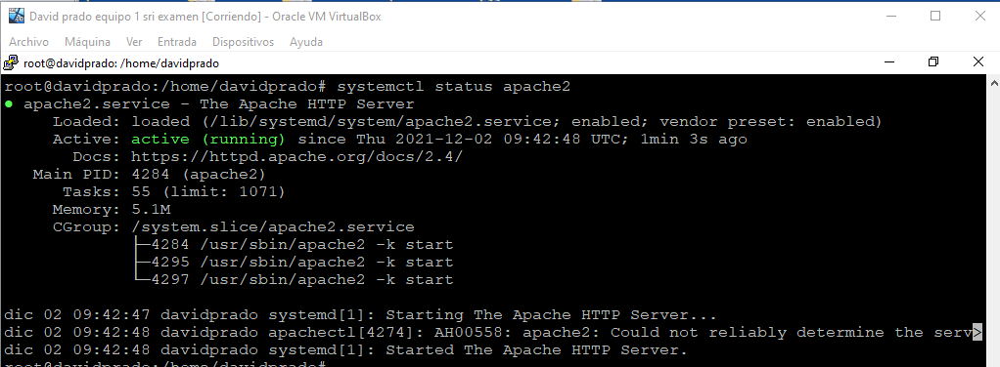 David prado equipo 1 sri examen [Corriendo] - Oracle VM VirtualBox
Archivo Máquina Ver Entrada Dispositivos Ayuda
root@davidprado: /home/davidprado
root@davidprado:/home/davidprado# systemctl status apache2
● apache2.service - The Apache HTTP Server
Loaded: loaded (/lib/systemd/system/apache2.service; enabled; vendor preset: enabled)
Active: active (running) since Thu 2021-12-02 09:42:48 UTC; 1min 3s ago
Docs: https://httpd.apache.org/docs/2.4/
Main PID: 4284 (apache2)
Tasks: 55 (limit: 1071)
Memory: 5.1M
CGroup: /system.slice/apache2.service
├─4284 /usr/sbin/apache2 -k start
├─4295 /usr/sbin/apache2 -k start
└─4297 /usr/sbin/apache2 -k start
dic 02 09:42:47 davidprado systemd[1]: Starting The Apache HTTP Server...
dic 02 09:42:48 davidprado apachectl[4274]: AH00558: apache2: Could not reliably determine the serv>
dic 02 09:42:48 davidprado systemd[1]: Started The Apache HTTP Server.
root@davidprado:/home/davidprado#